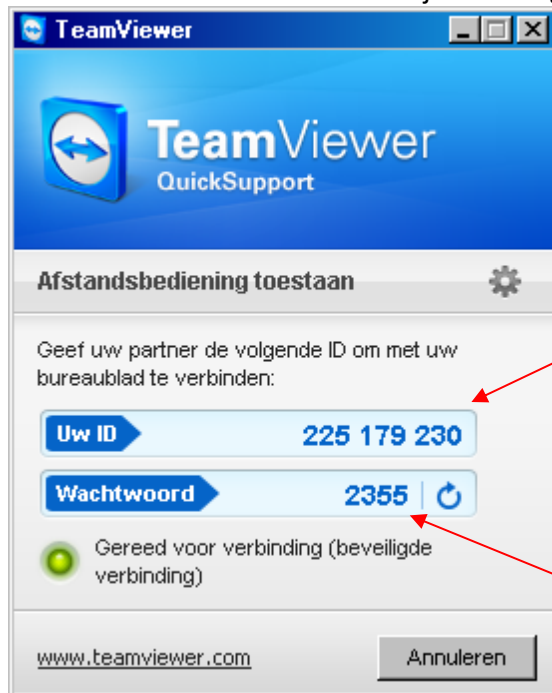 TeamViewer
TeamViewer
QuickSupport
Afstandsbediening toestaan
Geef uw partner de volgende ID om met uw
bureaublad te verbinden:
Uw ID 225 179 230
Wachtwoord 2355
Gereed voor verbinding (beveiligde
verbinding)
www.teamviewer.com Annuleren